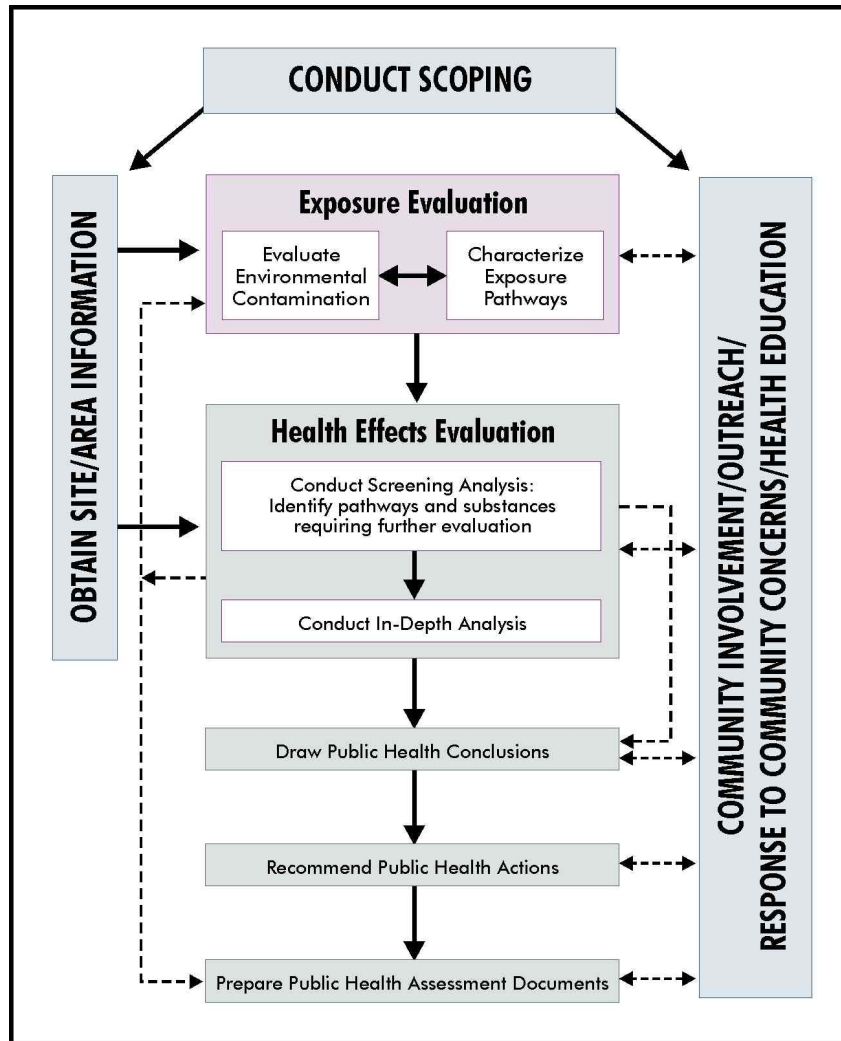 CONDUCT SCOPING
OBTAIN SITE/AREA INFORMATION
Exposure Evaluation
Evaluate
Environmental
Contamination
Characterize
Exposure
Pathways
Health Effects Evaluation
Conduct Screening Analysis:
Identify pathways and substances
requiring further evaluation
Conduct In-Depth Analysis
Draw Public Health Conclusions
Recommend Public Health Actions
Prepare Public Health Assessment Documents
COMMUNITY INVOLVEMENT/OUTREACH/
RESPONSE TO COMMUNITY CONCERNS/HEALTH EDUCATION